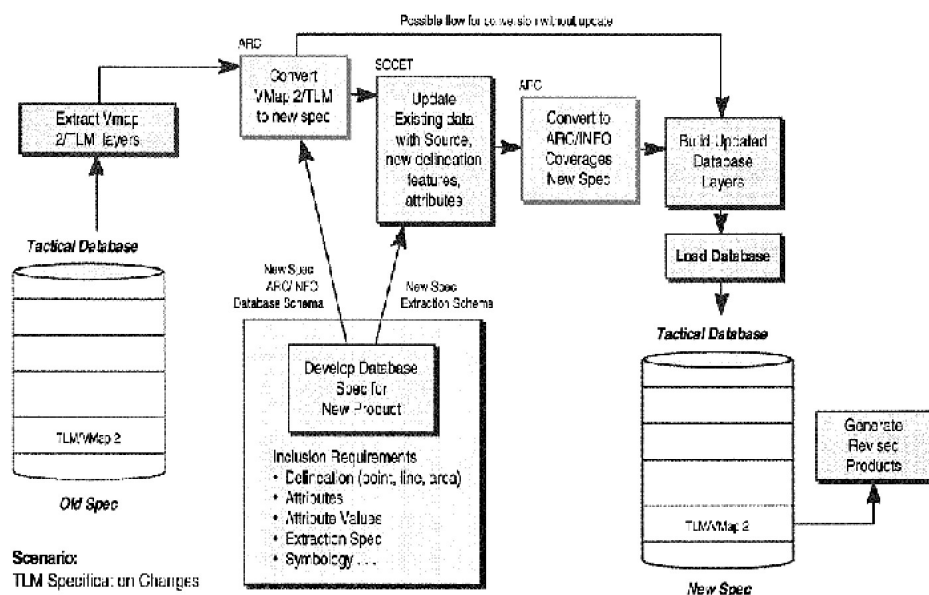 Possible flow for conversion without update
ARC
Convert
VMap 2/TLM
to new spec
SOCET
Update
Existing data
with Source,
new delineation
features,
attributes
ARC
Convert to
ARC/INFO
Coverages
New Spec
Build Updated
Database
Layers
Extract Vmap
2/TLM layers
Load Database
Tactical Database
TLM/VMap 2
Old Spec
New Spec
ARC/INFO
Database Schema
New Spec
Extraction Schema
Develop Database
Spec for
New Product
Inclusion Requirements
• Delineation (point, line, area)
• Attributes
• Attribute Values
• Extraction Spec
• Symbology . . .
Tactical Database
TLM/VMap 2
New Spec
Generate
Revised
Products
Scenario:
TLM Specification Changes